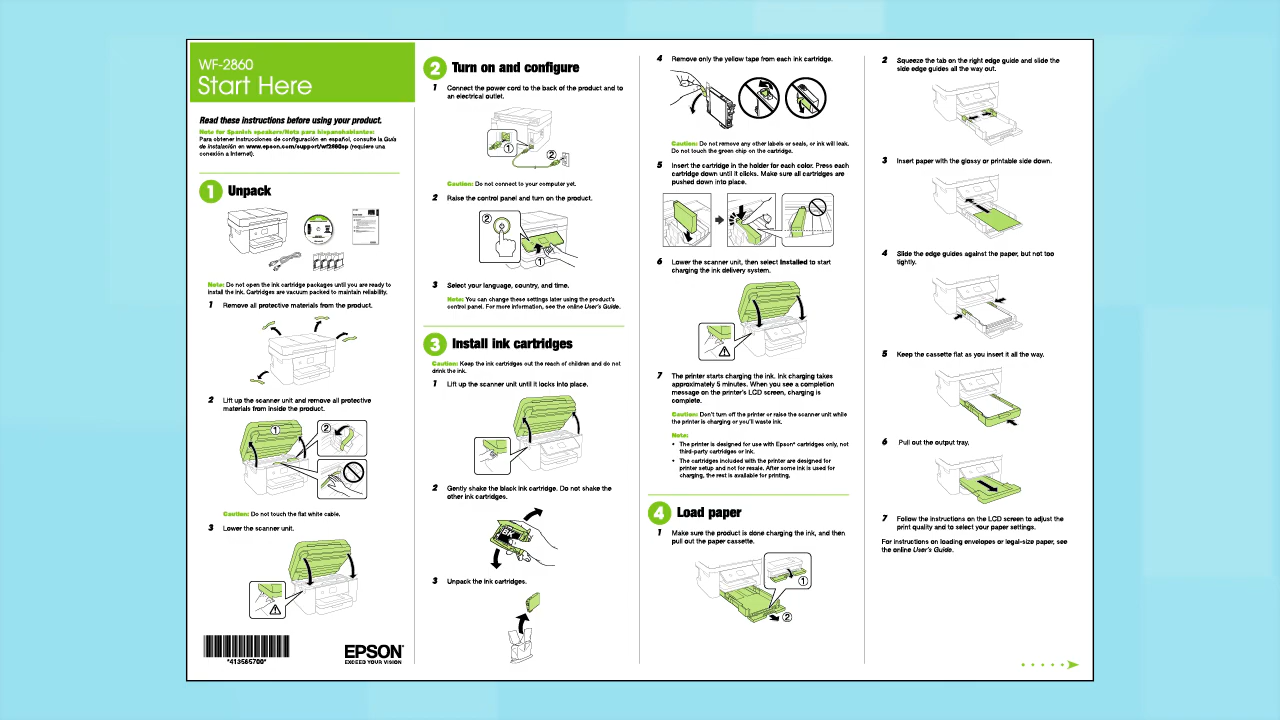 WF-2860
Start Here
Read these instructions before using your product.
Note for Spanish speakers/Nota para hispanohablantes:
Para obtener instrucciones de configuración en español, consulte la Guía
de instalación en www.epson.com/support/wf2860sp (requiere una
conexión a Internet).
1 Unpack
Note: Do not open the ink cartridge packages until you are ready to
install the ink. Cartridges are vacuum packed to maintain reliability.
1 Remove all protective materials from the product.
2 Lift up the scanner unit and remove all protective
materials from inside the product.
1
2
Caution: Do not touch the flat white cable.
3 Lower the scanner unit.
*413585700*
EPSON
EXCEED YOUR VISION
2 Turn on and configure
1 Connect the power cord to the back of the product and to
an electrical outlet.
1
2
Caution: Do not connect to your computer yet.
2 Raise the control panel and turn on the product.
2
1
3 Select your language, country, and time.
Note: You can change these settings later using the product's
control panel. For more information, see the online User's Guide.
3 Install ink cartridges
Caution: Keep the ink cartridges out the reach of children and do not
drink the ink.
1 Lift up the scanner unit until it locks into place.
2 Gently shake the black ink cartridge. Do not shake the
other ink cartridges.
3 Unpack the ink cartridges.
4 Remove only the yellow tape from each ink cartridge.
Caution: Do not remove any other labels or seals, or ink will leak.
Do not touch the green chip on the cartridge.
5 Insert the cartridge in the holder for each color. Press each
cartridge down until it clicks. Make sure all cartridges are
pushed down into place.
6 Lower the scanner unit, then select Installed to start
charging the ink delivery system.
7 The printer starts charging the ink. Ink charging takes
approximately 5 minutes. When you see a completion
message on the printer's LCD screen, charging is
complete.
Caution: Don't turn off the printer or raise the scanner unit while
the printer is charging or you'll waste ink.
Note:
• The printer is designed for use with Epson® cartridges only, not
third-party cartridges or ink.
• The cartridges included with the printer are designed for
printer setup and not for resale. After some ink is used for
charging, the rest is available for printing.
4 Load paper
1 Make sure the product is done charging the ink, and then
pull out the paper cassette.
1
2
2 Squeeze the tab on the right edge guide and slide the
side edge guides all the way out.
3 Insert paper with the glossy or printable side down.
4 Slide the edge guides against the paper, but not too
tightly.
5 Keep the cassette flat as you insert it all the way.
6 Pull out the output tray.
7 Follow the instructions on the LCD screen to adjust the
print quality and to select your paper settings.
For instructions on loading envelopes or legal-size paper, see
the online User's Guide.